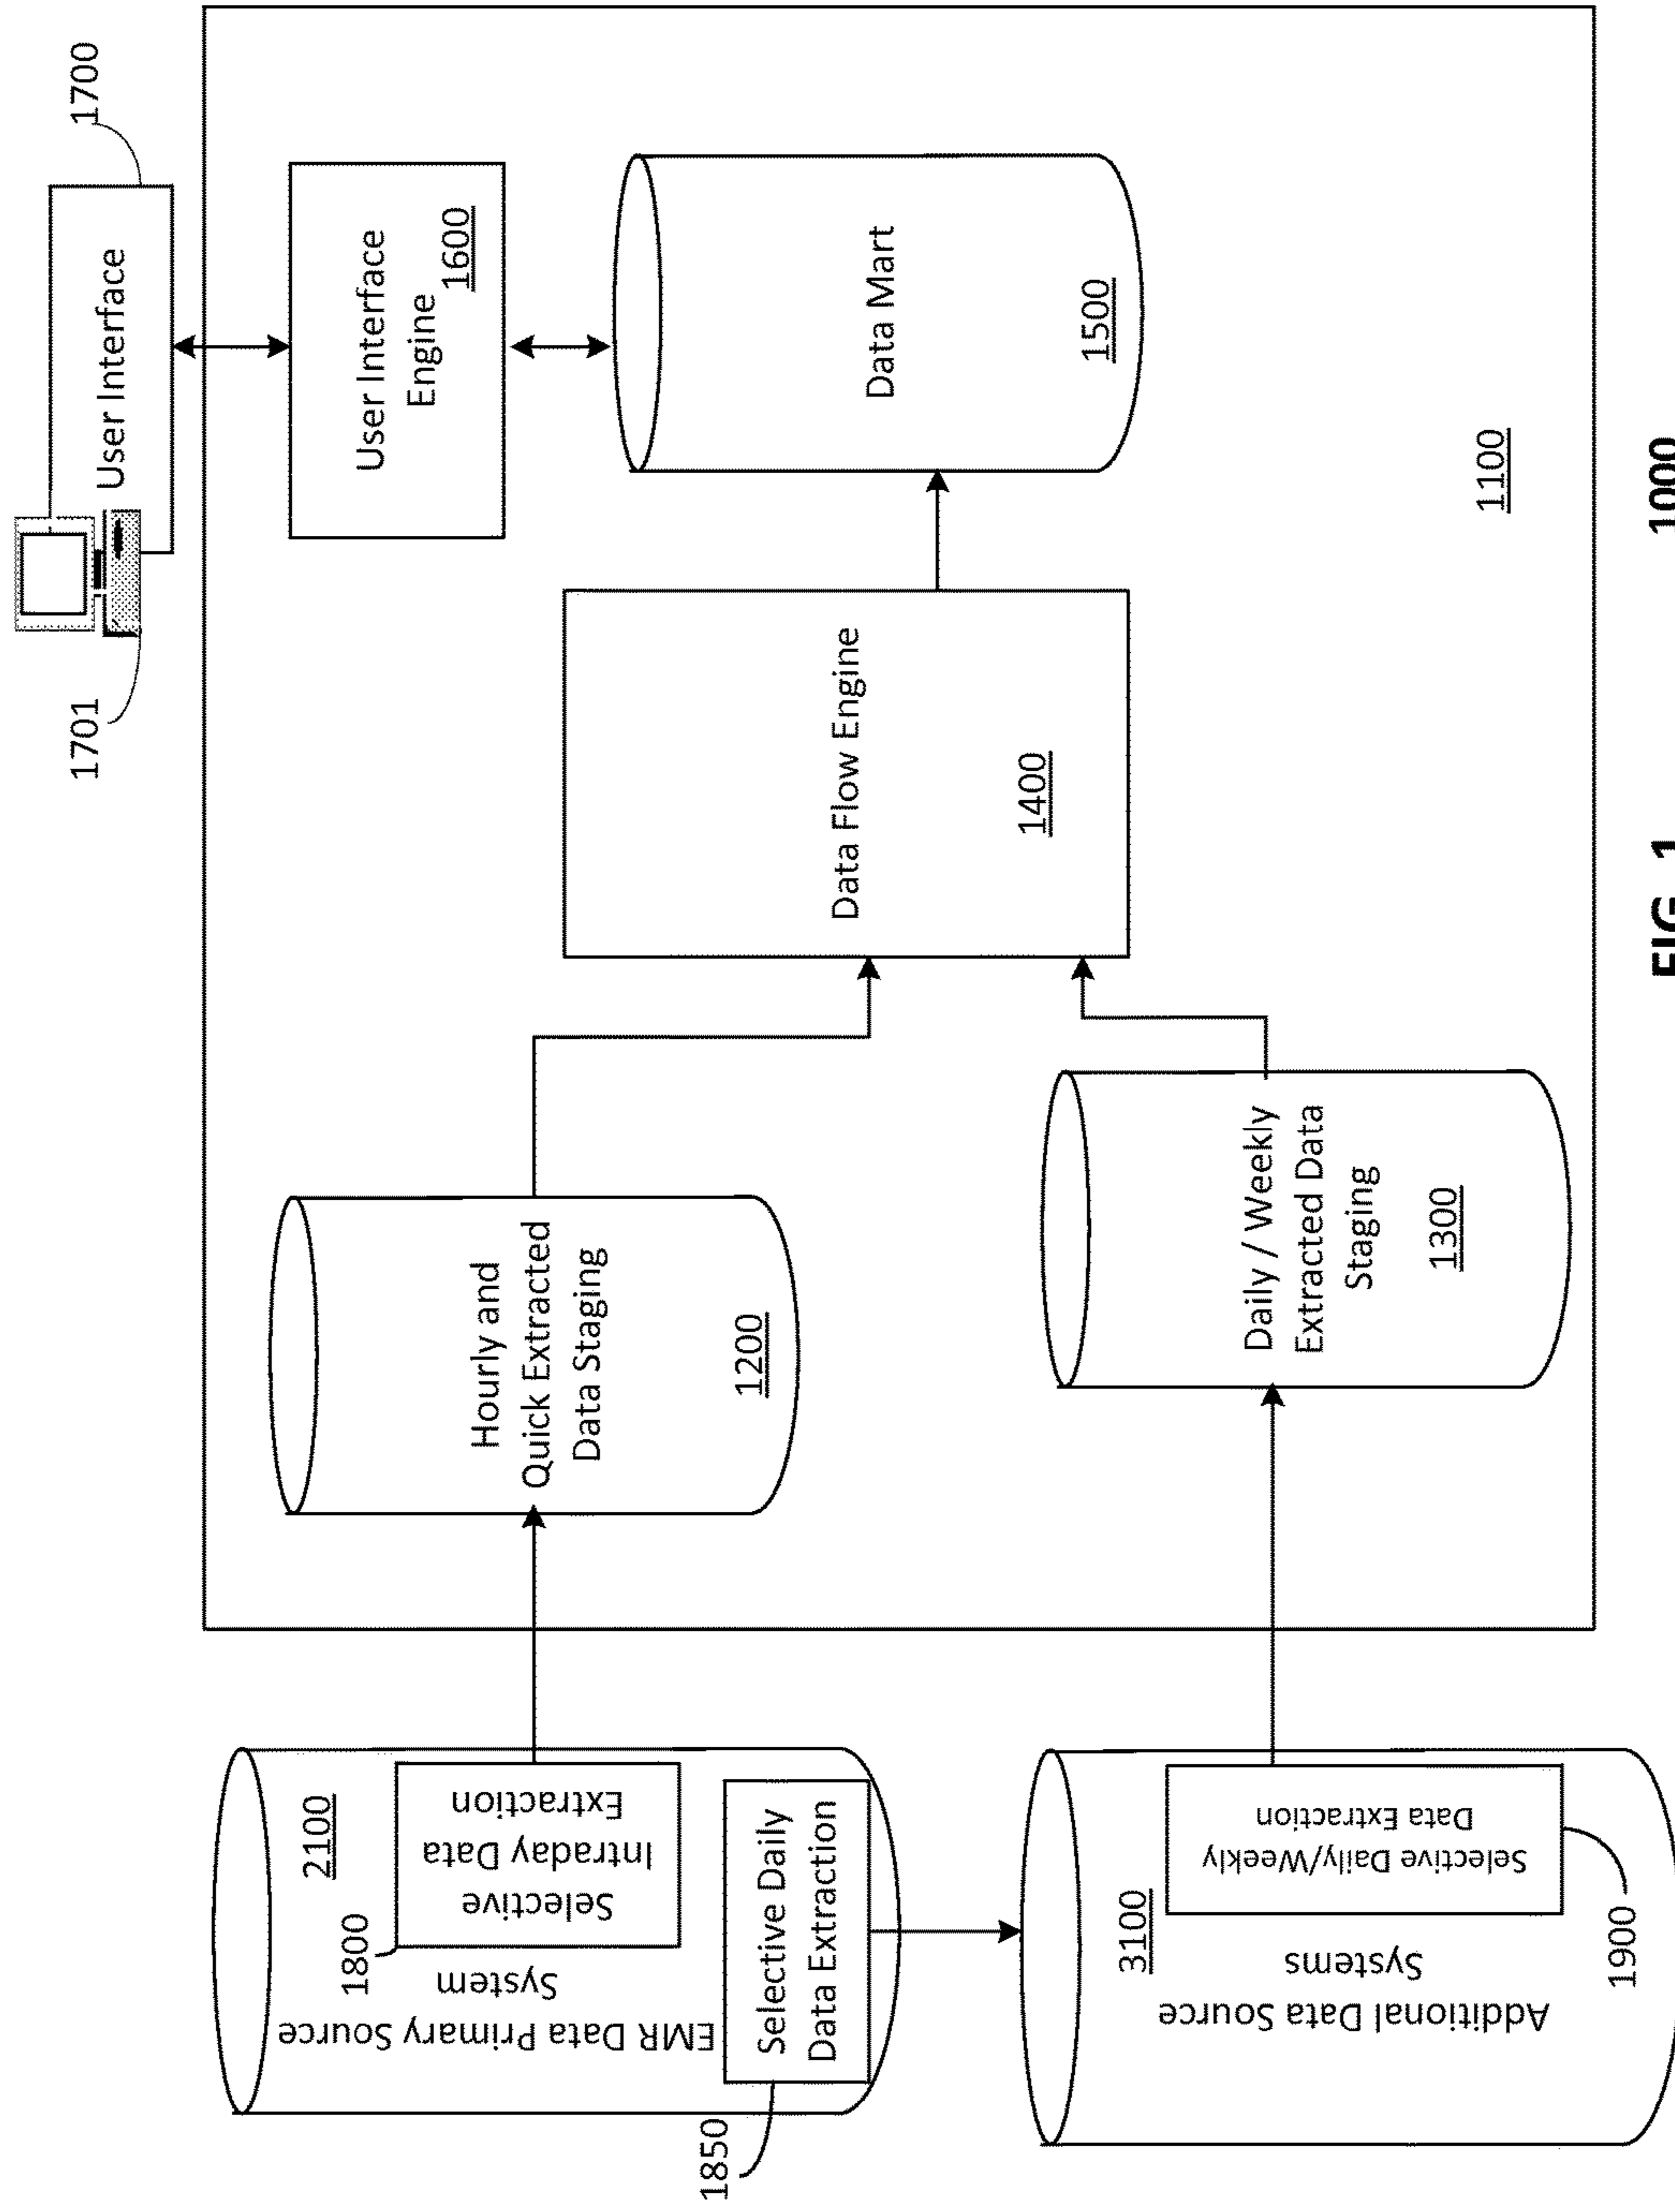 1700
User Interface
1701
User Interface
Engine
1600
Data Mart
1500
Data Flow Engine
1400
Hourly and
Quick Extracted
Data Staging
1200
Daily / Weekly
Extracted Data
Staging
1300
1100
2100
EMR Data Primary Source
System
1800
Selective
Intraday Data
Extraction
1850
Selective Daily
Data Extraction
3100
Additional Data Source
Systems
Selective Daily/Weekly
Data Extraction
1900
FIG. 1
1000